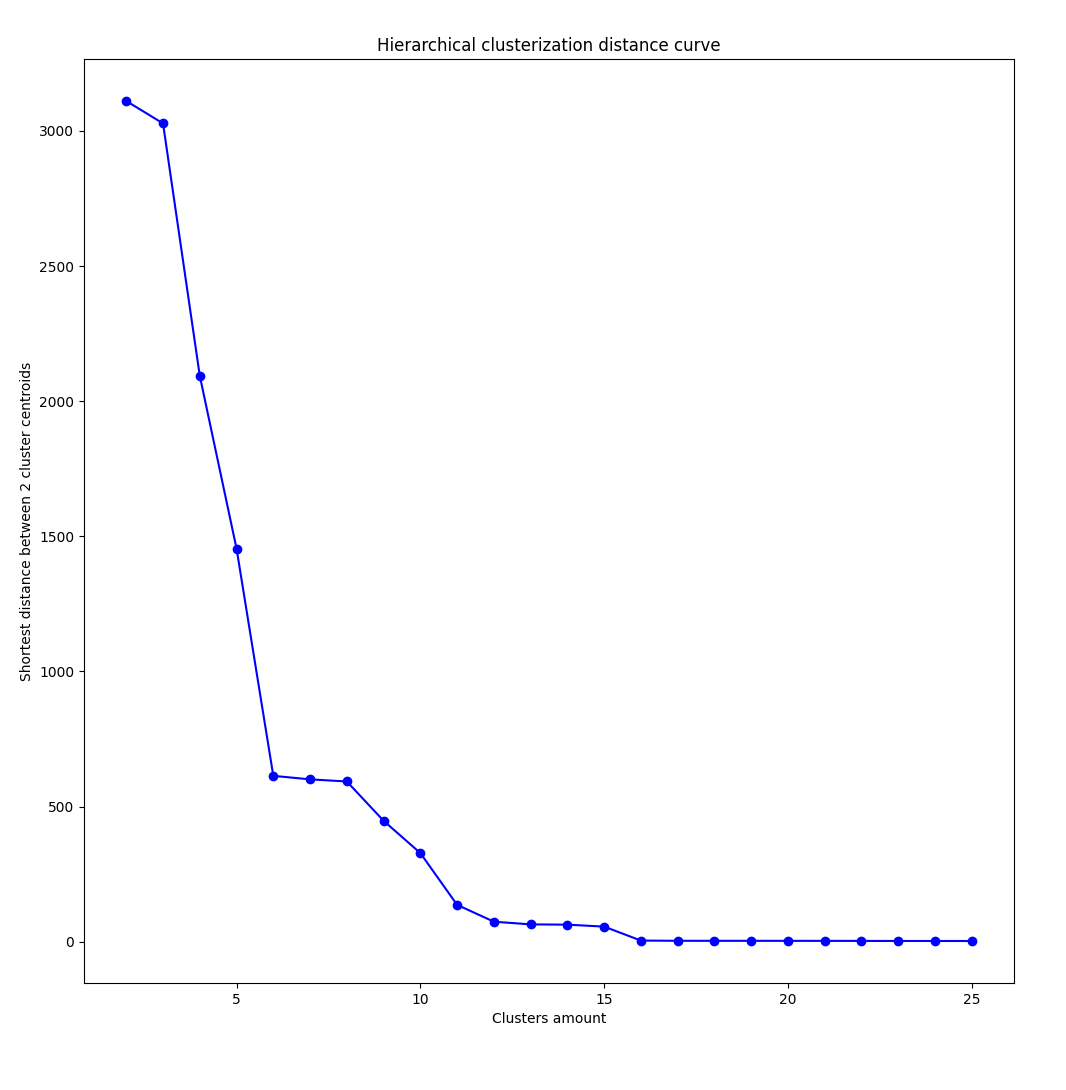 Hierarchical clusterization distance curve
3000
2500
2000
1500
1000
500
0
Shortest distance between 2 cluster centroids
5 10 15 20 25
Clusters amount